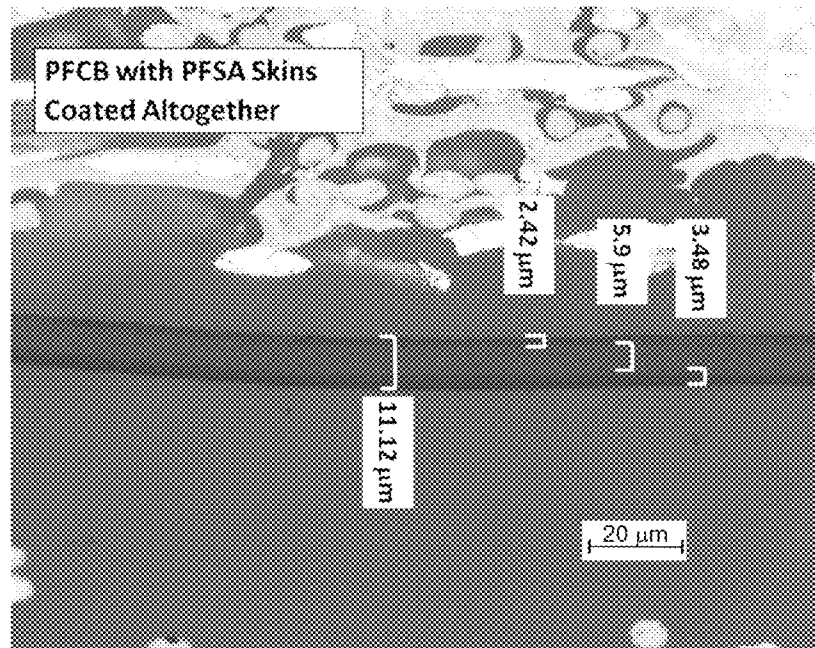 PFCB with PFSA Skins
Coated Altogether
2.42 μm
5.9 μm
3.48 μm
11.12 μm
20 μm